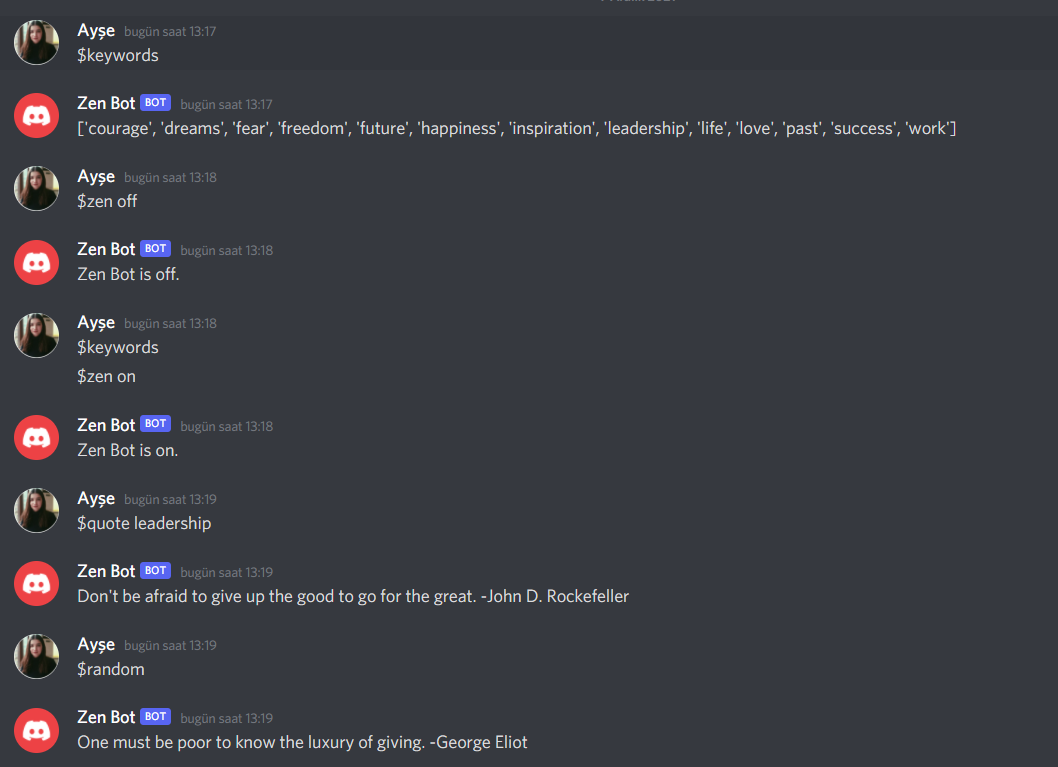 Ayşe bugün saat 13:17
$keywords
Zen Bot BOT bugün saat 13:17
['courage', 'dreams', 'fear', 'freedom', 'future', 'happiness', 'inspiration', 'leadership', 'life', 'love', 'past', 'success', 'work']
Ayşe bugün saat 13:18
$zen off
Zen Bot BOT bugün saat 13:18
Zen Bot is off.
Ayşe bugün saat 13:18
$keywords
$zen on
Zen Bot BOT bugün saat 13:18
Zen Bot is on.
Ayşe bugün saat 13:19
$quote leadership
Zen Bot BOT bugün saat 13:19
Don't be afraid to give up the good to go for the great. -John D. Rockefeller
Ayşe bugün saat 13:19
$random
Zen Bot BOT bugün saat 13:19
One must be poor to know the luxury of giving. -George Eliot